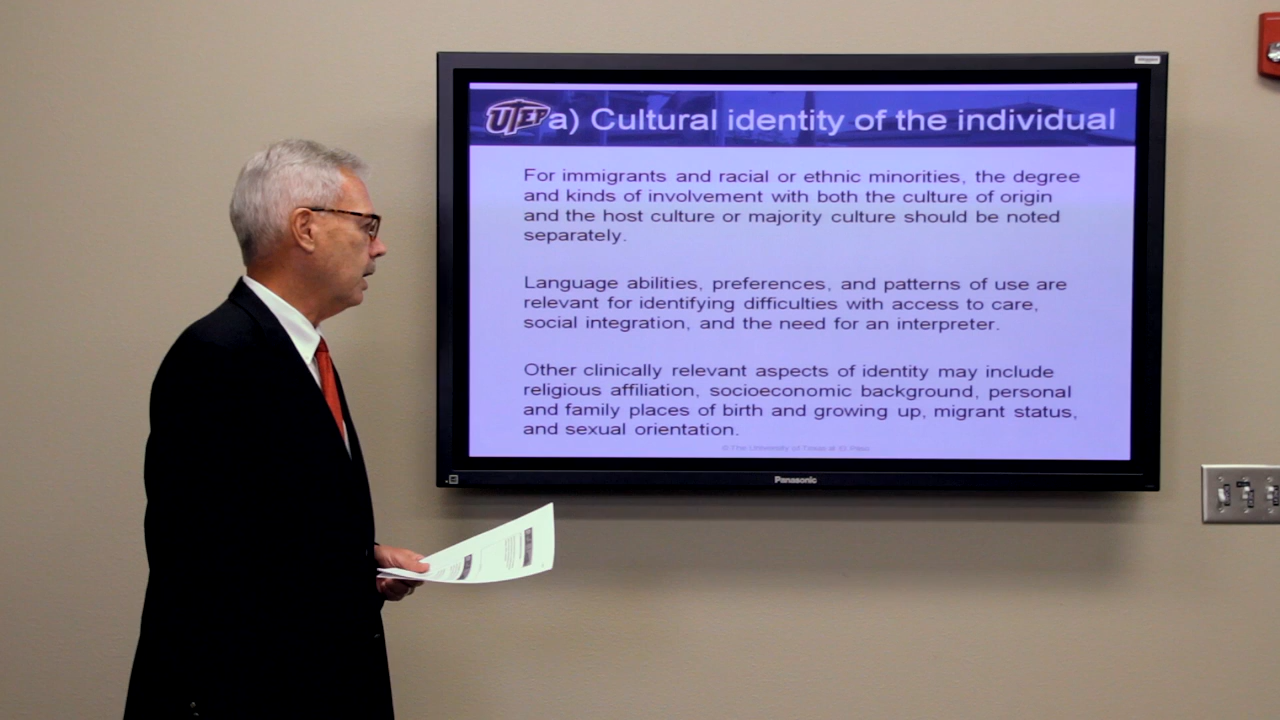 UTEP a) Cultural identity of the individual
For immigrants and racial or ethnic minorities, the degree
and kinds of involvement with both the culture of origin
and the host culture or majority culture should be noted
separately.
Language abilities, preferences, and patterns of use are
relevant for identifying difficulties with access to care,
social integration, and the need for an interpreter.
Other clinically relevant aspects of identity may include
religious affiliation, socioeconomic background, personal
and family places of birth and growing up, migrant status,
and sexual orientation.
© The University of Texas at El Paso
Panasonic